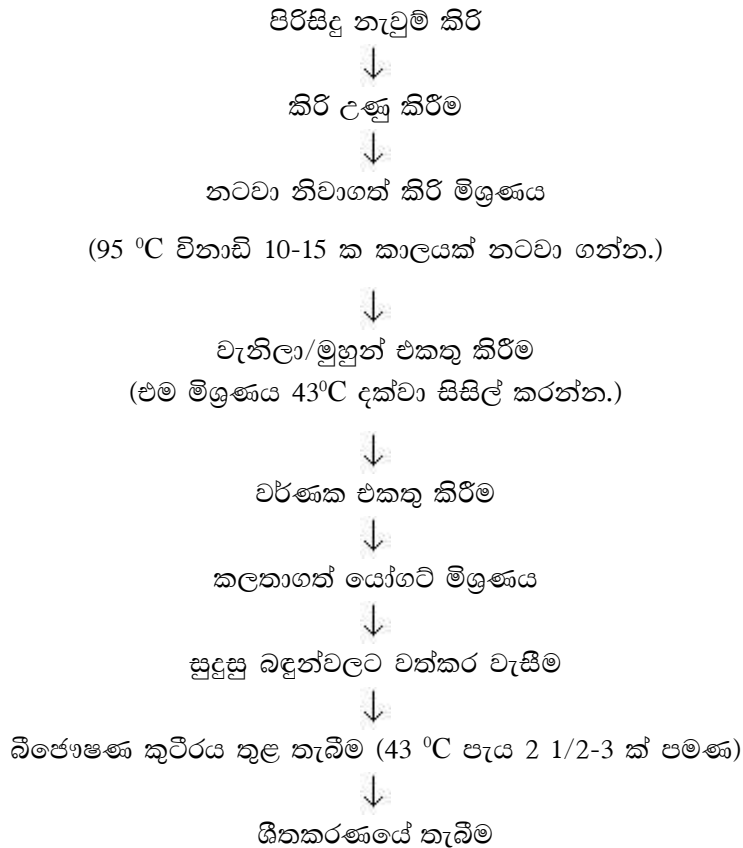 පිරිසිදු නැවුම් කිරි
↓
කිරි උණු කිරීම
↓
නටවා නිවාගත් කිරි මිශ්‍රණය
(95 ⁰C විනාඩි 10-15 ක කාලයක් නටවා ගන්න.)
↓
වැනිලා/මුහුන් එකතු කිරීම
(එම මිශ්‍රණය 43⁰C දක්වා සිසිල් කරන්න.)
↓
වර්ණක එකතු කිරීම
↓
කලතාගත් යෝගට් මිශ්‍රණය
↓
සුදුසු බඳුන්වලට වත්කර වැසීම
↓
බීජෞෂණ කුටීරය තුළ තැබීම (43 ⁰C පැය 2 1/2-3 ක් පමණ)
↓
ශීතකරණයේ තැබීම